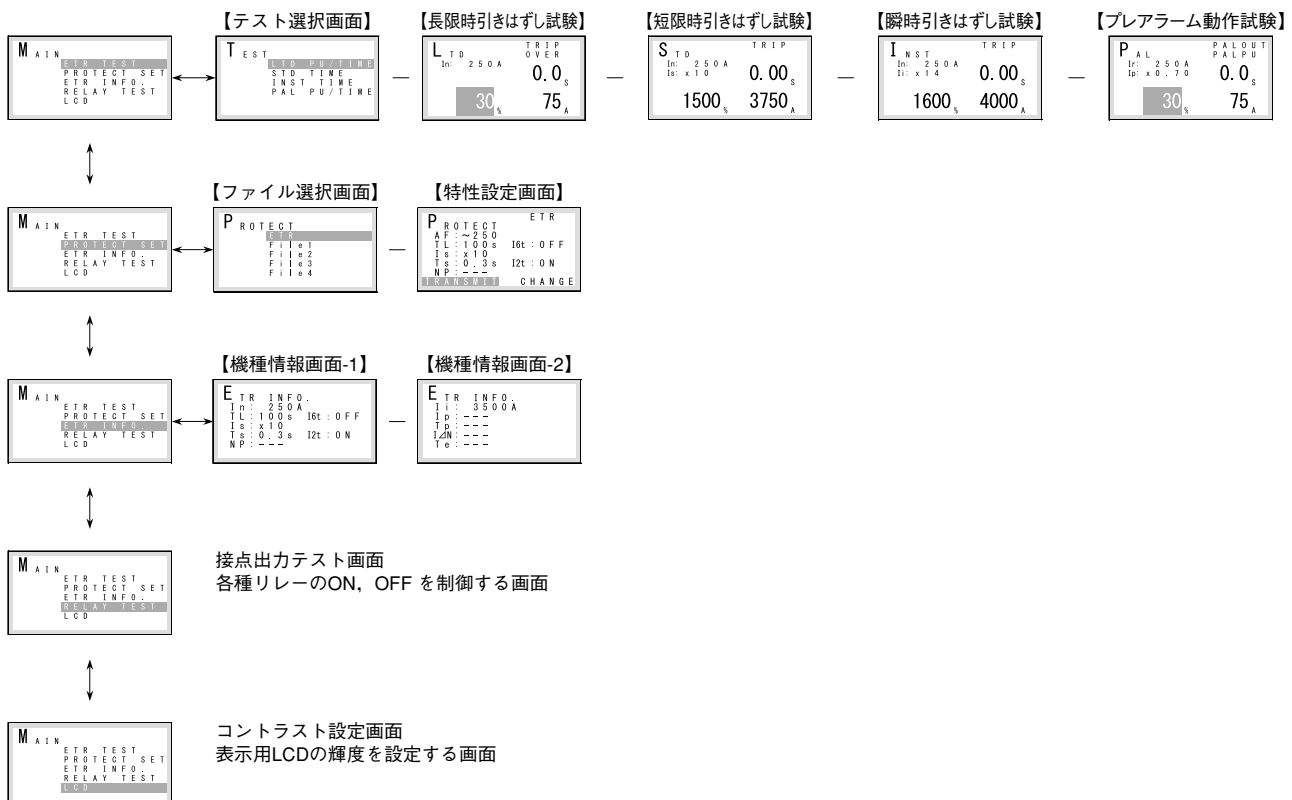 【テスト選択画面】
【長限時引きはずし試験】
【短限時引きはずし試験】
【瞬時引きはずし試験】
【プレアラーム動作試験】
MAIN
ETR TEST
PROTECT SET
ETR INFO.
RELAY TEST
LCD
TEST
LTD PU/TIME
STD TIME
INST TIME
PAL PU/TIME
LTD TRIP
OVER
In: 250A
0.0s
30% 75A
STD TRIP
In: 250A
Is: x10
0.00s
1500% 3750A
INST TRIP
In: 250A
Ii: x14
0.00s
1600% 4000A
PAL PALOUT
PALPU
Ir: 250A
Ip: x0.70
0.0s
30% 75A
【ファイル選択画面】
【特性設定画面】
MAIN
ETR TEST
PROTECT SET
ETR INFO.
RELAY TEST
LCD
PROTECT
ETR
File1
File2
File3
File4
PROTECT ETR
AF:~250
TL:100s I6t:OFF
Is:x10
Ts:0.3s I2t:ON
NP:---
TRANSMIT CHANGE
【機種情報画面-1】
【機種情報画面-2】
MAIN
ETR TEST
PROTECT SET
ETR INFO.
RELAY TEST
LCD
ETR INFO.
In: 250A
TL:100s I6t:OFF
Is:x10
Ts:0.3s I2t:ON
NP:---
ETR INFO.
Ii: 3500A
Ip:---
Tp:---
I⊿N:---
Te:---
MAIN
ETR TEST
PROTECT SET
ETR INFO.
RELAY TEST
LCD
接点出力テスト画面
各種リレーのON，OFF を制御する画面
MAIN
ETR TEST
PROTECT SET
ETR INFO.
RELAY TEST
LCD
コントラスト設定画面
表示用LCDの輝度を設定する画面